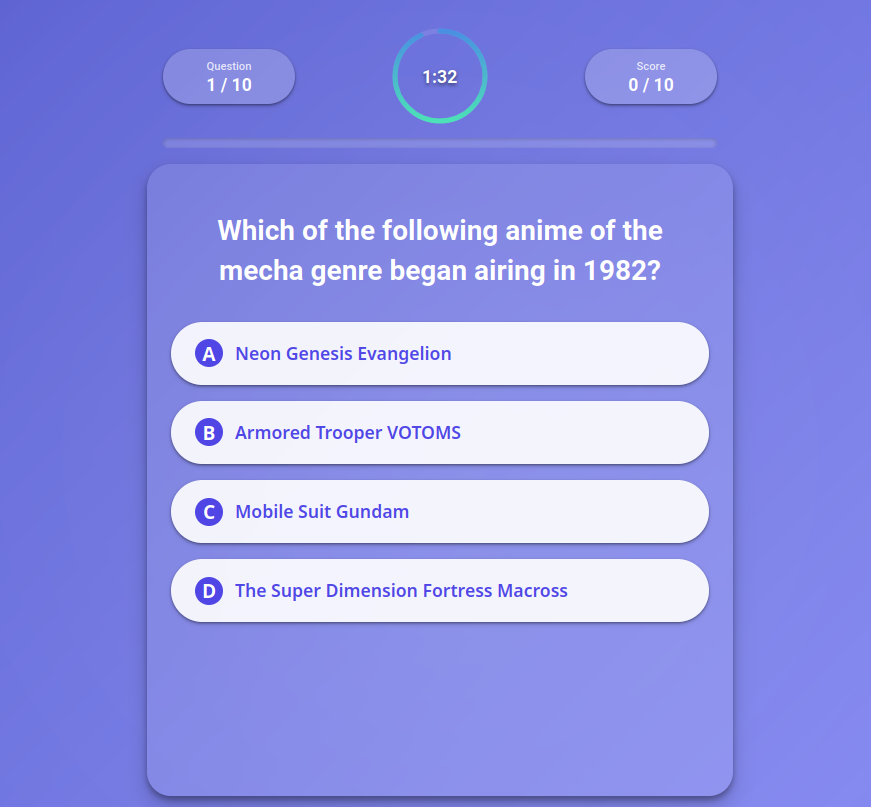 Question
1 / 10
1:32
Score
0 / 10
Which of the following anime of the
mecha genre began airing in 1982?
A Neon Genesis Evangelion
B Armored Trooper VOTOMS
C Mobile Suit Gundam
D The Super Dimension Fortress Macross